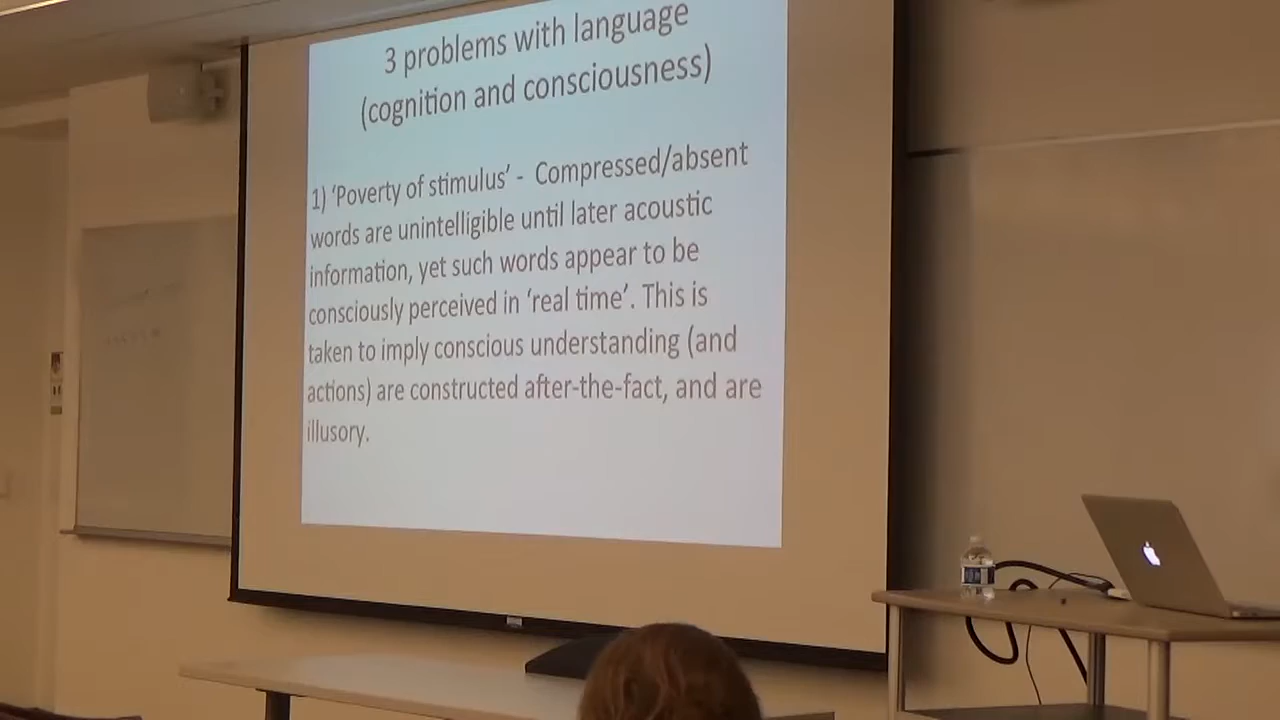 3 problems with language
(cognition and consciousness)
1) ‘Poverty of stimulus’ - Compressed/absent
words are unintelligible until later acoustic
information, yet such words appear to be
consciously perceived in ‘real time’. This is
taken to imply conscious understanding (and
actions) are constructed after-the-fact, and are
illusory.